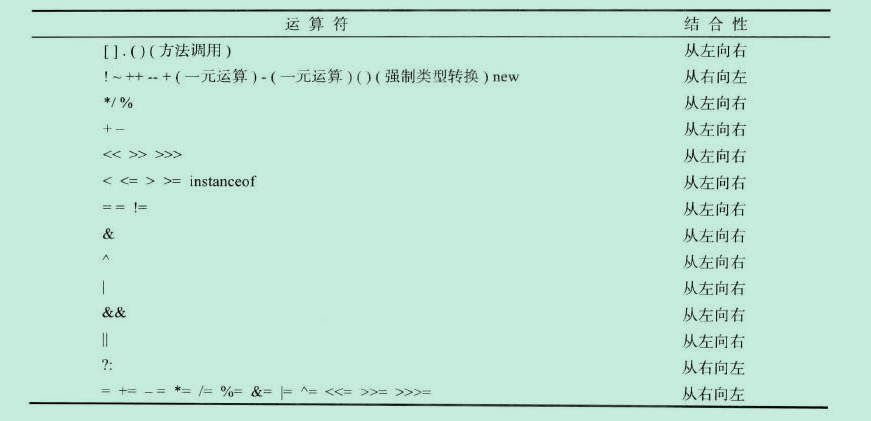 运算符 结合性
[ ] . ( ) ( 方法调用 ) 从左向右
! ~ ++ -- + ( 一元运算 ) - ( 一元运算 ) ( ) ( 强制类型转换 ) new 从右向左
* / % 从左向右
+ – 从左向右
<< >> >>> 从左向右
< <= > >= instanceof 从左向右
= = != 从左向右
& 从左向右
^ 从左向右
| 从左向右
&& 从左向右
|| 从左向右
?: 从右向左
= += – = *= /= %= &= |= ^= <<= >>= >>>= 从右向左